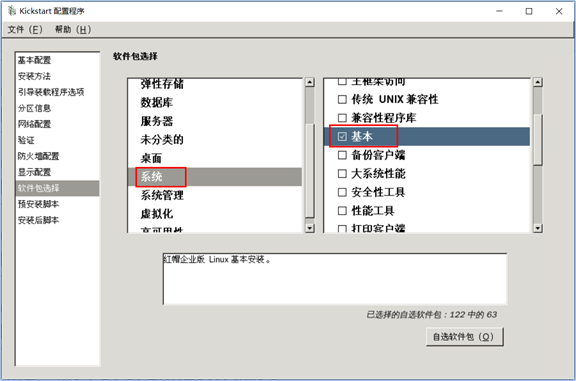 Kickstart 配置程序
文件（F） 帮助（H）
基本配置
安装方法
引导装载程序选项
分区信息
网络配置
验证
防火墙配置
显示配置
软件包选择
预安装脚本
安装后脚本
软件包选择
弹性存储
数据库
服务器
未分类的
桌面
系统
系统管理
虚拟化
高可用性
主框架访问
传统 UNIX 兼容性
兼容性程序库
基本
备份客户端
大系统性能
安全性工具
性能工具
打印客户端
红帽企业版 Linux 基本安装。
已选择的自选软件包：122 中的 63
自选软件包（O）